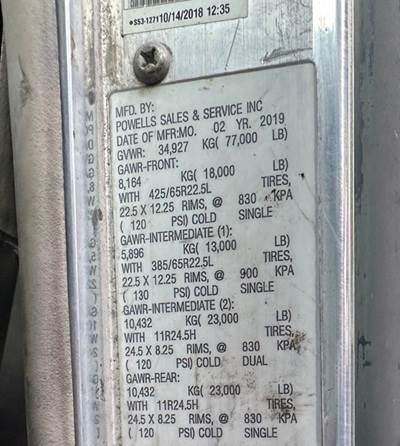 ●SS3-12711 0/14/2018 12:35
MFD. BY:
POWELLS SALES & SERVICE INC
DATE OF MFR:MO. 02 YR. 2019
GVWR: 34,927 KG( 77,000 LB)
GAWR-FRONT:
8,164 KG( 18,000 LB)
WITH 425/65R22.5L TIRES,
22.5 X 12.25 RIMS, @ 830 KPA
( 120 PSI) COLD SINGLE
GAWR-INTERMEDIATE (1):
5,896 KG( 13,000 LB)
WITH 385/65R22.5L TIRES,
22.5 X 12.25 RIMS, @ 900 KPA
( 130 PSI) COLD SINGLE
GAWR-INTERMEDIATE (2):
10,432 KG( 23,000 LB)
WITH 11R24.5H TIRES,
24.5 X 8.25 RIMS, @ 830 KPA
( 120 PSI) COLD DUAL
GAWR-REAR:
10,432 KG( 23,000 LB)
WITH 11R24.5H TIRES,
24.5 X 8.25 RIMS, @ 830 KPA
( 120 PSI) COLD SINGLE